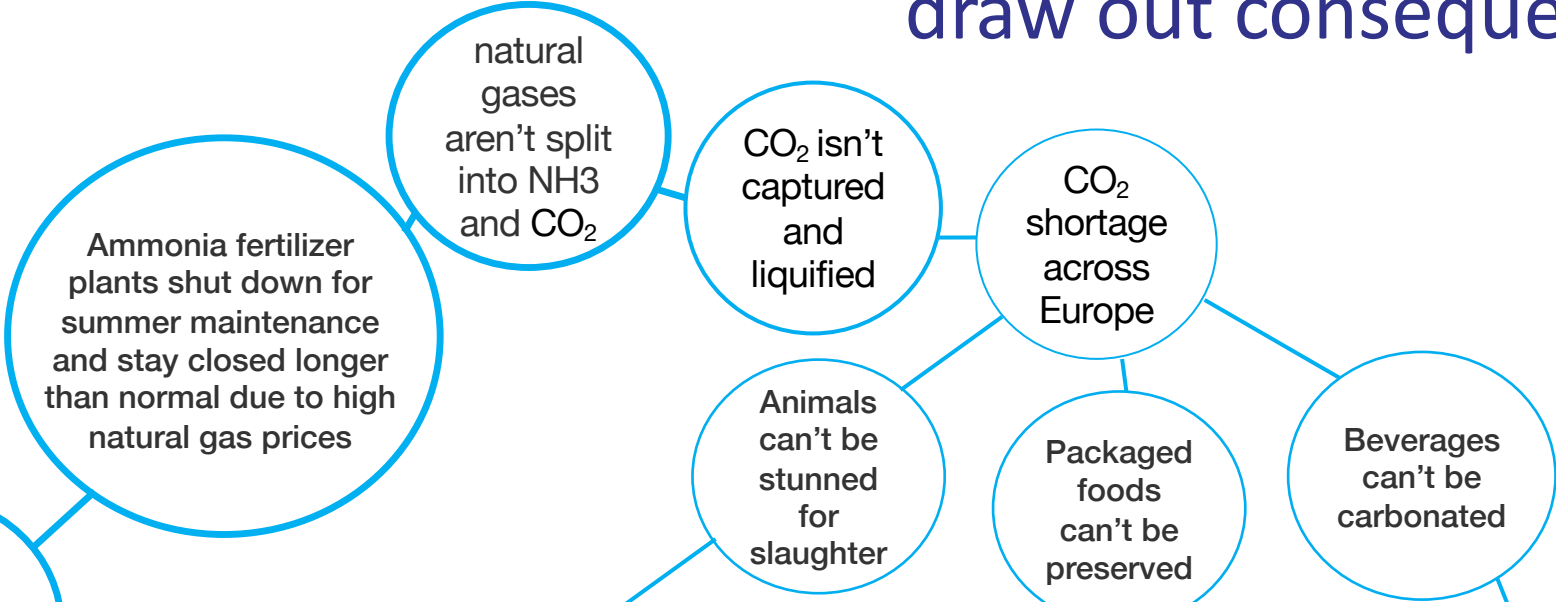 draw out conseque
natural
gases
aren’t split
into NH3
and CO₂
CO₂ isn’t
captured
and
liquified
CO₂
shortage
across
Europe
Ammonia fertilizer
plants shut down for
summer maintenance
and stay closed longer
than normal due to high
natural gas prices
Animals
can’t be
stunned
for
slaughter
Packaged
foods
can’t be
preserved
Beverages
can’t be
carbonated